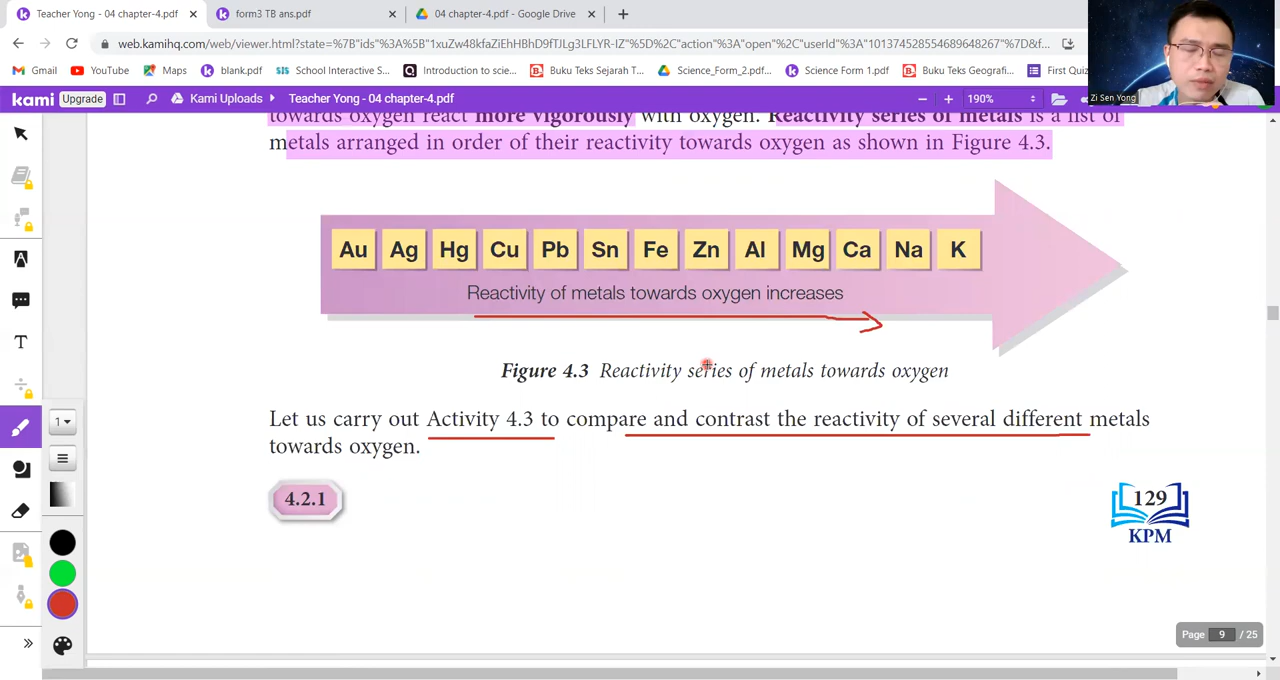 Teacher Yong - 04 chapter-4.pdf
form3 TB ans.pdf
04 chapter-4.pdf - Google Drive
web.kamihq.com/web/viewer.html?state=%7B"ids"%3A%5B"1xuZw48kfaZiEhHBhD9fTJLg3LFLYR-IZ"%5D%2C"action"%3A"open"%2C"userId"%3A"101374528554689648267"%7D&f...
Gmail
YouTube
Maps
blank.pdf
SIS School Interactive S...
Introduction to scie...
Buku Teks Sejarah T...
Science_Form_2.pdf...
Science Form 1.pdf
Buku Teks Geografi...
First Quiz
Zi Sen Yong
kami
Upgrade
Kami Uploads
Teacher Yong - 04 chapter-4.pdf
190%
towards oxygen react more vigorously with oxygen. Reactivity series of metals is a list of
metals arranged in order of their reactivity towards oxygen as shown in Figure 4.3.
Au Ag Hg Cu Pb Sn Fe Zn Al Mg Ca Na K
Reactivity of metals towards oxygen increases
Figure 4.3 Reactivity series of metals towards oxygen
Let us carry out Activity 4.3 to compare and contrast the reactivity of several different metals
towards oxygen.
4.2.1
129
KPM
T
1
Page 9 / 25